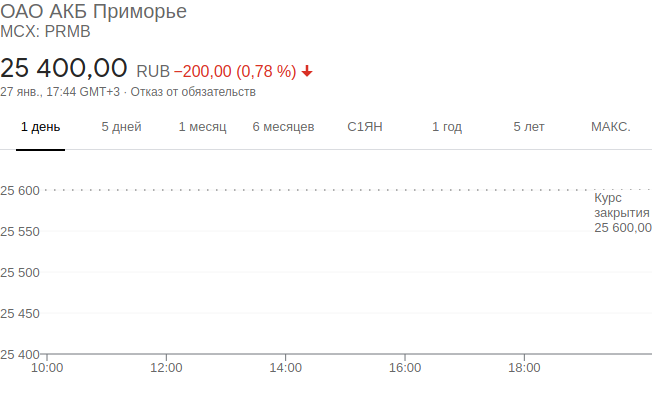 ОАО АКБ Приморье
MCX: PRMB
25 400,00 RUB −200,00 (0,78 %) ↓
27 янв., 17:44 GMT+3 · Отказ от обязательств
1 день 5 дней 1 месяц 6 месяцев С1ЯН 1 год 5 лет МАКС.
25 600
Курс
закрытия
25 600,00
25 550
25 500
25 450
25 400
10:00 12:00 14:00 16:00 18:00